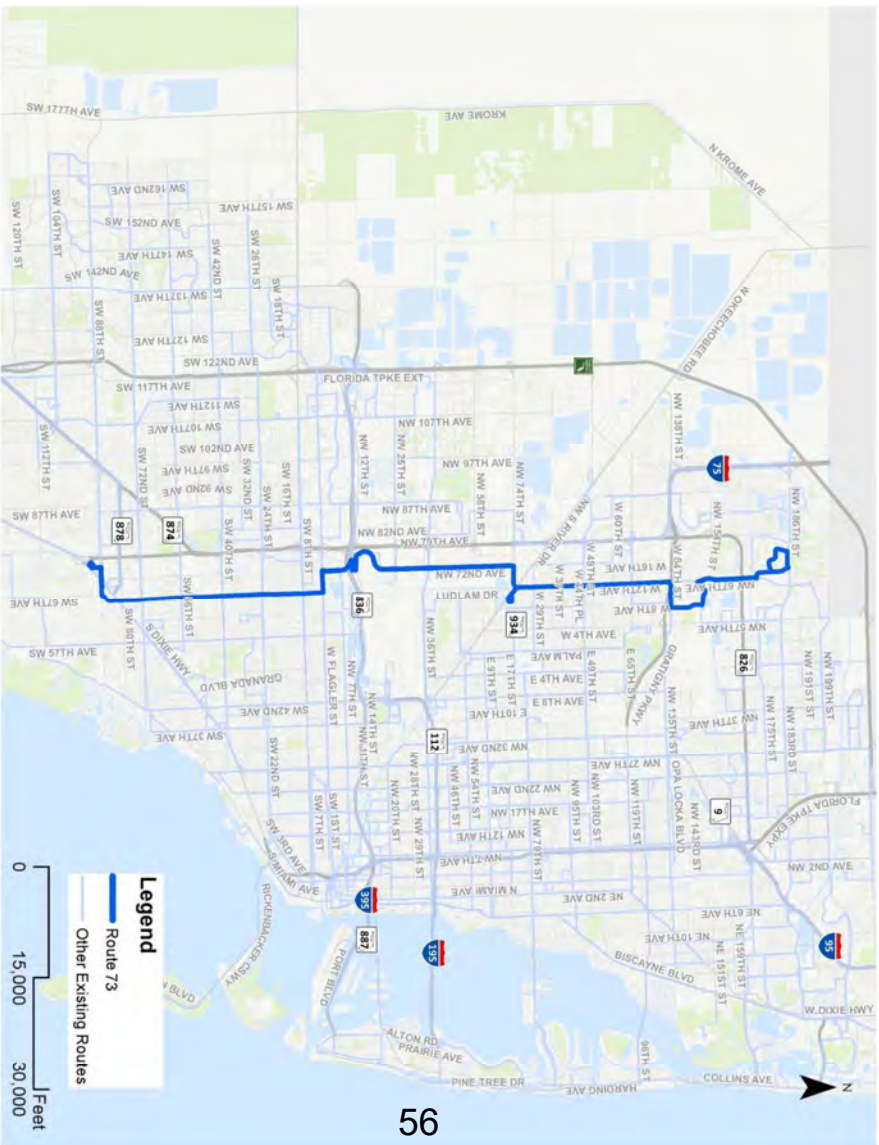 SW 177TH AVE
KROME AVE
N KROME AVE
W OKEECHOBEE RD
SW 162ND AVE
SW 157TH AVE
SW 152ND AVE
SW 147TH AVE
SW 142ND AVE
SW 137TH AVE
SW 127TH AVE
SW 122ND AVE
SW 117TH AVE
SW 112TH AVE
SW 107TH AVE
SW 102ND AVE
SW 97TH AVE
SW 92ND AVE
SW 87TH AVE
SW 120TH ST
SW 104TH ST
SW 88TH ST
SW 42ND ST
SW 26TH ST
SW 18TH ST
SW 112TH ST
SW 72ND ST
SW 32ND ST
SW 24TH ST
SW 16TH ST
SW 8TH ST
SW 40TH ST
FLORIDA TPKE EXT
NW 107TH AVE
NW 97TH AVE
NW 87TH AVE
NW 82ND AVE
NW 79TH AVE
NW 72ND AVE
LUDLAM DR
NW 12TH ST
NW 25TH ST
NW 58TH ST
NW 74TH ST
NW S RIVER DR
NW 138TH ST
75
NW 154TH ST
NW 186TH ST
W 60TH ST
W 84TH ST
W 16TH AVE
W 12TH AVE
W 8TH AVE
W 4TH AVE
NW 67TH AVE
NW 57TH AVE
W 49TH ST
W 29TH ST
878
874
836
934
826
SW 67TH AVE
SW 57TH AVE
SW 56TH ST
SW 80TH ST
S DIXIE HWY
GRANADA BLVD
SW 42ND AVE
SW 37TH AVE
W FLAGLER ST
NW 7TH ST
NW 14TH ST
NW 11TH ST
NW 36TH ST
PALM AVE
E 4TH AVE
E 8TH AVE
E 10TH AVE
E 9TH ST
E 17TH ST
E 49TH ST
E 65TH ST
GRATIGNY PKWY
NW 37TH AVE
NW 32ND AVE
NW 27TH AVE
NW 22ND AVE
NW 17TH AVE
NW 12TH AVE
NW 7TH AVE
112
NW 135TH ST
OPA LOCKA BLVD
NW 175TH ST
NW 183RD ST
NW 191ST ST
NW 199TH ST
FLORIDA TPKE EXPY
9
NW 143RD ST
NW 119TH ST
NW 103RD ST
NW 95TH ST
NW 79TH ST
NW 54TH ST
NW 46TH ST
NW 29TH ST
NW 28TH ST
NW 20TH ST
SW 22ND ST
SW 1ST ST
SW 7TH ST
SW 3RD AVE
S MIAMI AVE
N MIAMI AVE
NW 2ND AVE
NE 2ND AVE
NE 6TH AVE
NE 10TH AVE
NE 159TH ST
NE 151ST ST
BISCAYNE BLVD
W DIXIE HWY
95
395
887
195
RICKENBACKER CSWY
N BLVD
PORT BLVD
ALTON RD
PRAIRIE AVE
PINE TREE DR
HARDING AVE
96TH ST
COLLINS AVE
N
Legend
Route 73
Other Existing Routes
0 15,000 30,000
Feet
56